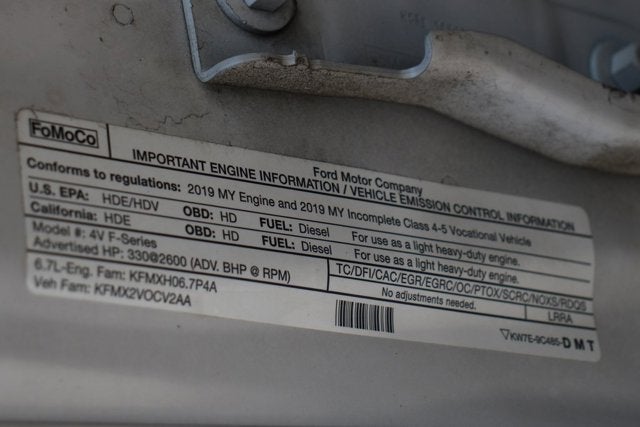 FoMoCo
Ford Motor Company
IMPORTANT ENGINE INFORMATION / VEHICLE EMISSION CONTROL INFORMATION
Conforms to regulations: 2019 MY Engine and 2019 MY Incomplete Class 4-5 Vocational Vehicle
U.S. EPA: HDE/HDV OBD: HD FUEL: Diesel For use as a light heavy-duty engine.
California: HDE OBD: HD FUEL: Diesel For use as a light heavy-duty engine.
Model #: 4V F-Series
Advertised HP: 330@2600 (ADV. BHP @ RPM)
TC/DFI/CAC/EGR/EGRC/OC/PTOX/SCRC/NOXS/RDQS
6.7L-Eng. Fam: KFMXH06.7P4A
No adjustments needed.
LRRA
Veh Fam: KFMX2VOCV2AA
KW7E-9C485-DMT